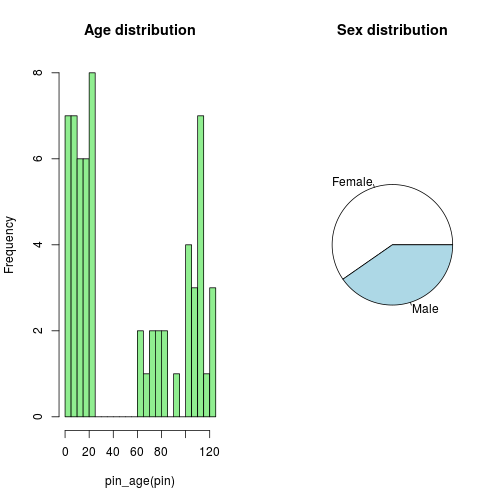 Age distribution
Sex distribution
Frequency
8
6
4
2
0
0 20 40 60 80 120
pin_age(pin)
Female
Male